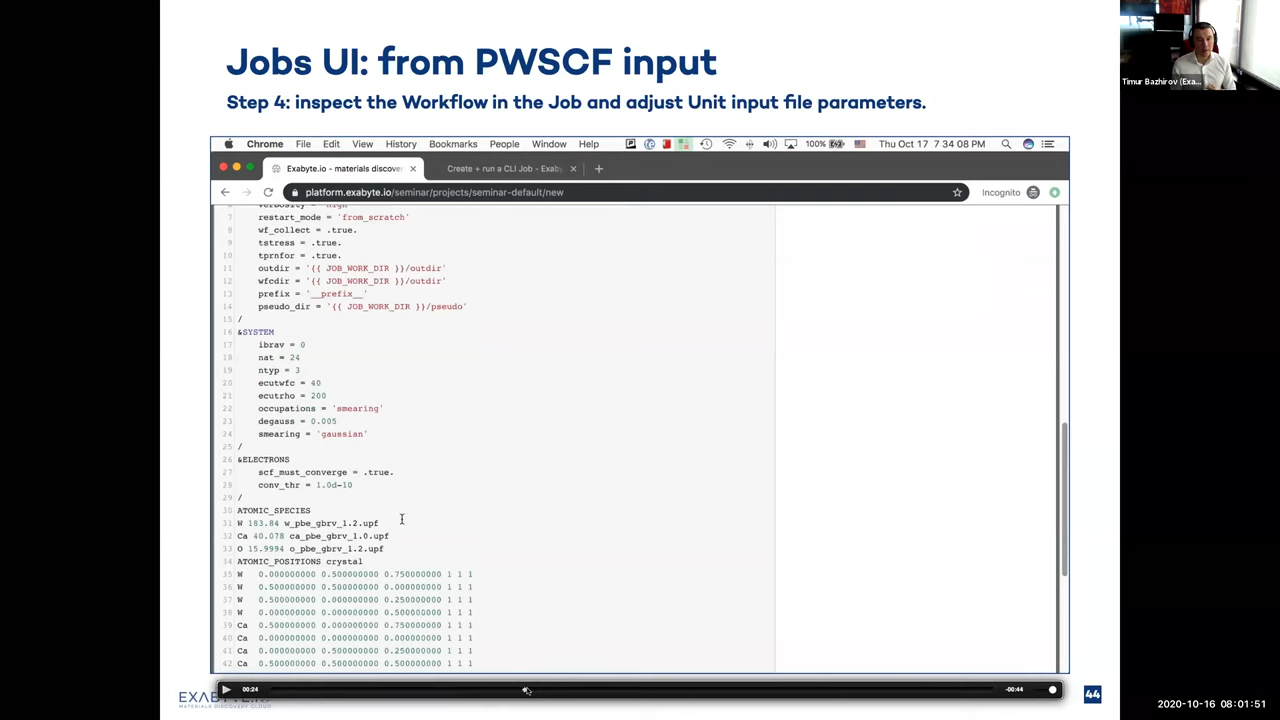 Jobs UI: from PWSCF input
Step 4: inspect the Workflow in the Job and adjust Unit input file parameters.
Timur Bazhirov (Exa...
Chrome File Edit View History Bookmarks People Window Help 100% Thu Oct 17 7 34 08 PM
Exabyte.io - materials discove
Create + run a CLI Job - Exab
platform.exabyte.io/seminar/projects/seminar-default/new
Incognito
6 verbosity = 'high'
7 restart_mode = 'from_scratch'
8 wf_collect = .true.
9 tstress = .true.
10 tprnfor = .true.
11 outdir = '{{ JOB_WORK_DIR }}/outdir'
12 wfcdir = '{{ JOB_WORK_DIR }}/outdir'
13 prefix = '__prefix__'
14 pseudo_dir = '{{ JOB_WORK_DIR }}/pseudo'
15 /
16 &SYSTEM
17 ibrav = 0
18 nat = 24
19 ntyp = 3
20 ecutwfc = 40
21 ecutrho = 200
22 occupations = 'smearing'
23 degauss = 0.005
24 smearing = 'gaussian'
25 /
26 &ELECTRONS
27 scf_must_converge = .true.
28 conv_thr = 1.0d-10
29 /
30 ATOMIC_SPECIES
31 W 183.84 w_pbe_gbrv_1.2.upf
32 Ca 40.078 ca_pbe_gbrv_1.0.upf
33 O 15.9994 o_pbe_gbrv_1.2.upf
34 ATOMIC_POSITIONS crystal
35 W 0.000000000 0.500000000 0.750000000 1 1 1
36 W 0.500000000 0.500000000 0.000000000 1 1 1
37 W 0.500000000 0.000000000 0.250000000 1 1 1
38 W 0.000000000 0.000000000 0.500000000 1 1 1
39 Ca 0.500000000 0.000000000 0.750000000 1 1 1
40 Ca 0.000000000 0.000000000 0.000000000 1 1 1
41 Ca 0.000000000 0.500000000 0.250000000 1 1 1
42 Ca 0.500000000 0.500000000 0.500000000 1 1 1
00:24
-00:44
MATERIALS DISCOVERY CLOUD
44
2020-10-16 08:01:51